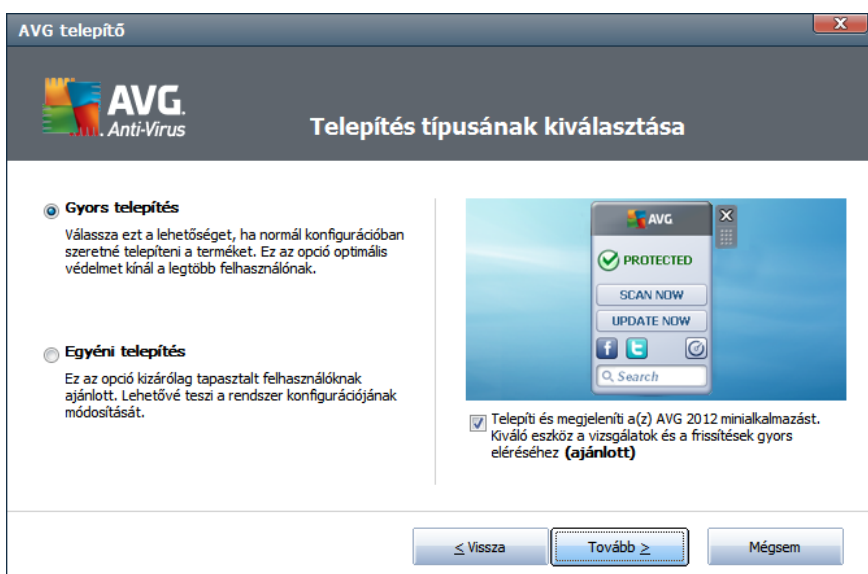 AVG telepítő
AVG.
Anti-Virus
Telepítés típusának kiválasztása
Gyors telepítés
Válassza ezt a lehetőséget, ha normál konfigurációban
szeretné telepíteni a terméket. Ez az opció optimális
védelmet kínál a legtöbb felhasználónak.
Egyéni telepítés
Ez az opció kizárólag tapasztalt felhasználóknak
ajánlott. Lehetővé teszi a rendszer konfigurációjának
módosítását.
AVG
PROTECTED
SCAN NOW
UPDATE NOW
Search
Telepíti és megjeleníti a(z) AVG 2012 minialkalmazást.
Kiváló eszköz a vizsgálatok és a frissítések gyors
eléréséhez (ajánlott)
< Vissza
Tovább >
Mégsem